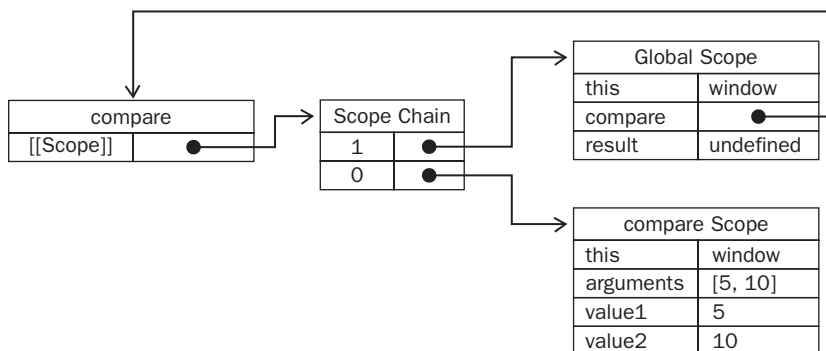 compare
[[Scope]]
Scope Chain
1
0
Global Scope
this window
compare
result undefined
compare Scope
this window
arguments [5, 10]
value1 5
value2 10